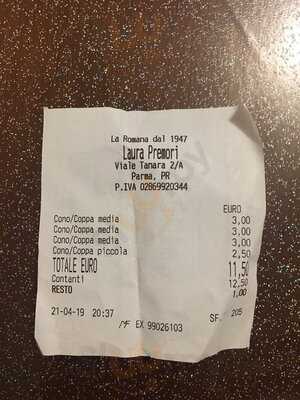 La Romana dal 1947
Laura Premori
Viale Tanara 2/A
Parma, PR
P.IVA 02869920344
EURO
Cono/Coppa media 3,00
Cono/Coppa media 3,00
Cono/Coppa media 3,00
Cono/Coppa piccola 2,50
TOTALE EURO 11,50
Contanti 12,50
RESTO 1,00
21-04-19 20:37 SF. 205
MF EX 99026103